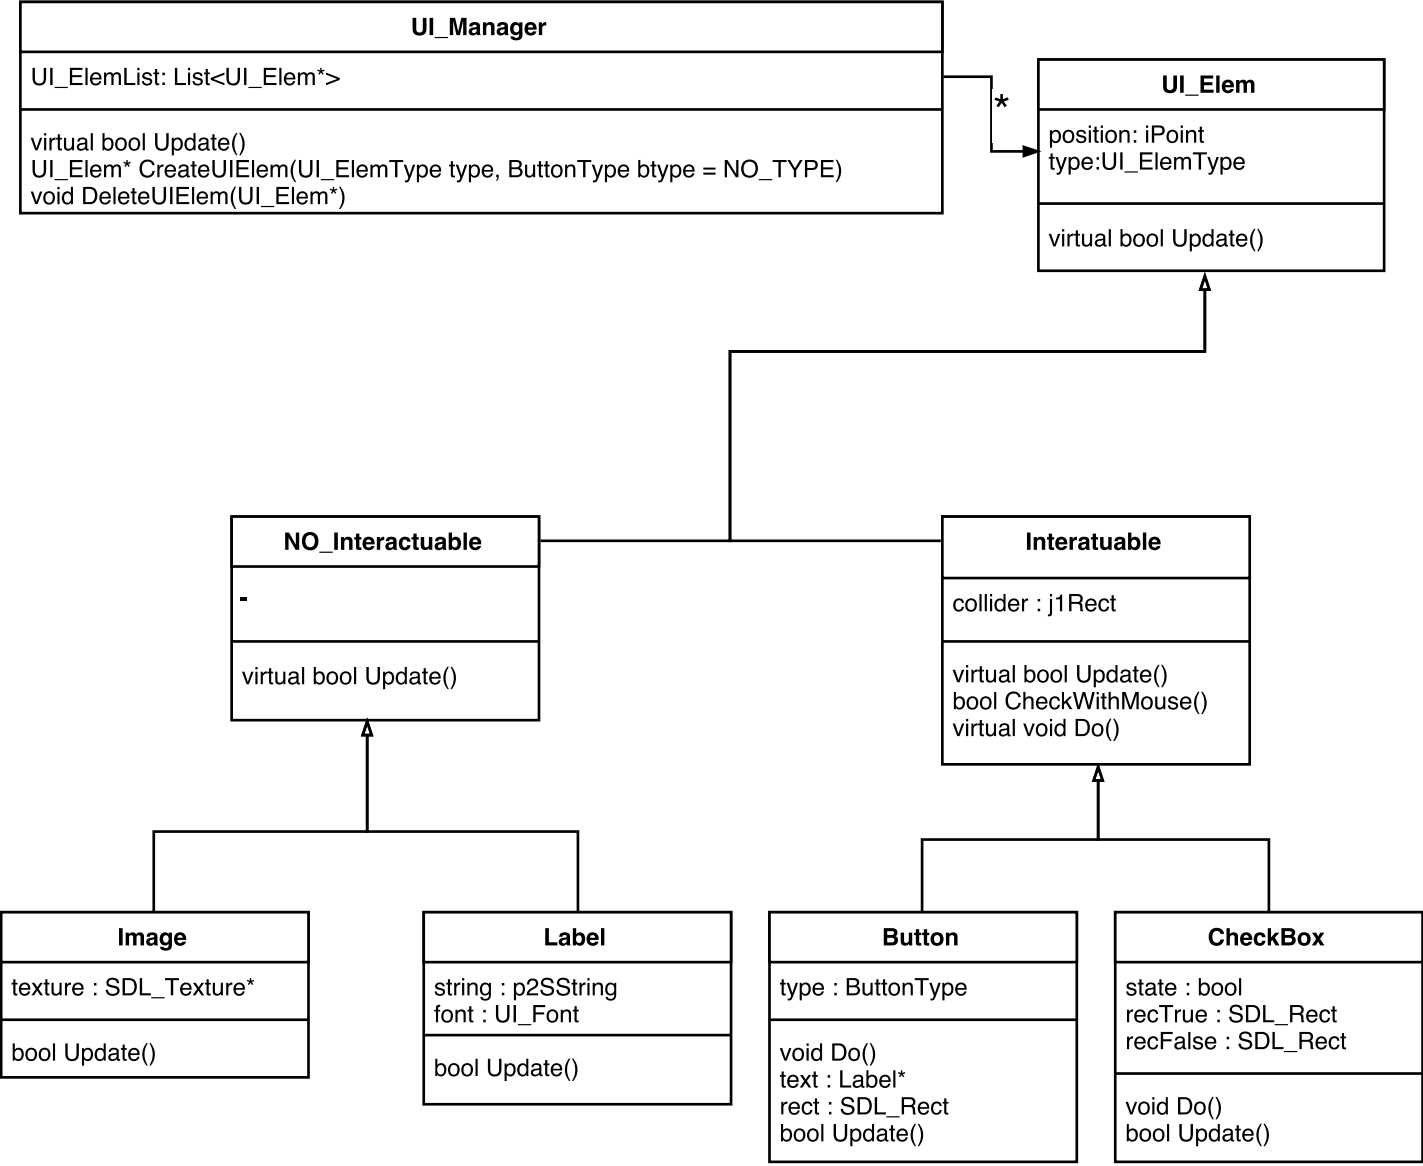 UI_Manager
UI_ElemList: List<UI_Elem*>
virtual bool Update()
UI_Elem* CreateUIElem(UI_ElemType type, ButtonType btype = NO_TYPE)
void DeleteUIElem(UI_Elem*)
*
UI_Elem
position: iPoint
type:UI_ElemType
virtual bool Update()
NO_Interactuable
-
virtual bool Update()
Interatuable
collider : j1Rect
virtual bool Update()
bool CheckWithMouse()
virtual void Do()
Image
texture : SDL_Texture*
bool Update()
Label
string : p2SString
font : UI_Font
bool Update()
Button
type : ButtonType
void Do()
text : Label*
rect : SDL_Rect
bool Update()
CheckBox
state : bool
recTrue : SDL_Rect
recFalse : SDL_Rect
void Do()
bool Update()